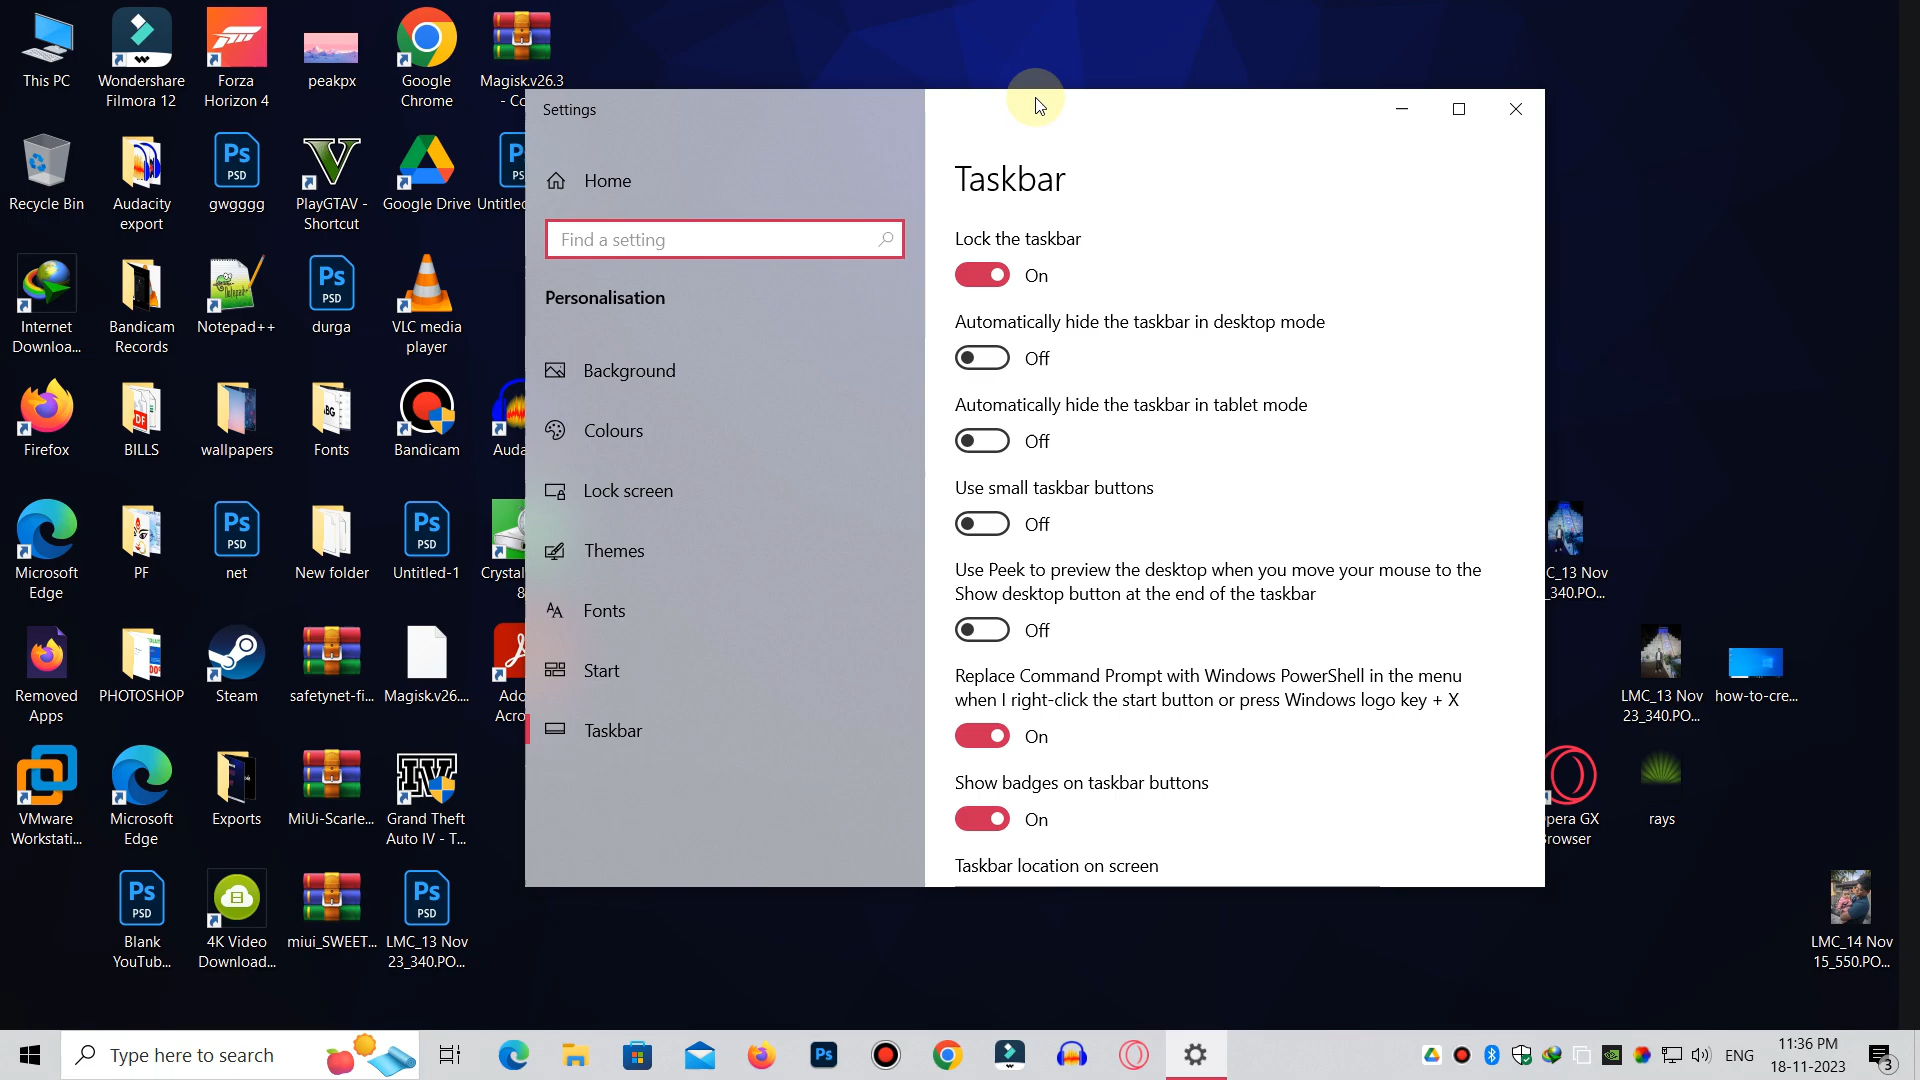 This PC
Wondershare
Filmora 12
Forza
Horizon 4
peakpx
Google
Chrome
Magisk.v26.3
Recycle Bin
Audacity
export
gwgggg
PlayGTAV -
Shortcut
Google Drive
Internet
Downloa...
Bandicam
Records
Notepad++
durga
VLC media
player
Firefox
BILLS
wallpapers
Fonts
Bandicam
Microsoft
Edge
PF
net
New folder
Untitled-1
Removed
Apps
PHOTOSHOP
Steam
safetynet-fi...
Magisk.v26....
VMware
Workstati...
Microsoft
Edge
Exports
MiUi-Scarle...
Grand Theft
Auto IV - T...
Blank
YouTub...
4K Video
Download...
miui_SWEET...
LMC_13 Nov
23_340.PO...
Settings
Home
Find a setting
Personalisation
Background
Colours
Lock screen
Themes
Fonts
Start
Taskbar
Taskbar
Lock the taskbar
On
Automatically hide the taskbar in desktop mode
Off
Automatically hide the taskbar in tablet mode
Off
Use small taskbar buttons
Off
Use Peek to preview the desktop when you move your mouse to the
Show desktop button at the end of the taskbar
Off
Replace Command Prompt with Windows PowerShell in the menu
when I right-click the start button or press Windows logo key + X
On
Show badges on taskbar buttons
On
Taskbar location on screen
C_13 Nov
_340.PO...
LMC_13 Nov
23_340.PO...
how-to-cre...
pera GX
rowser
rays
LMC_14 Nov
15_550.PO...
Type here to search
ENG
11:36 PM
18-11-2023
3